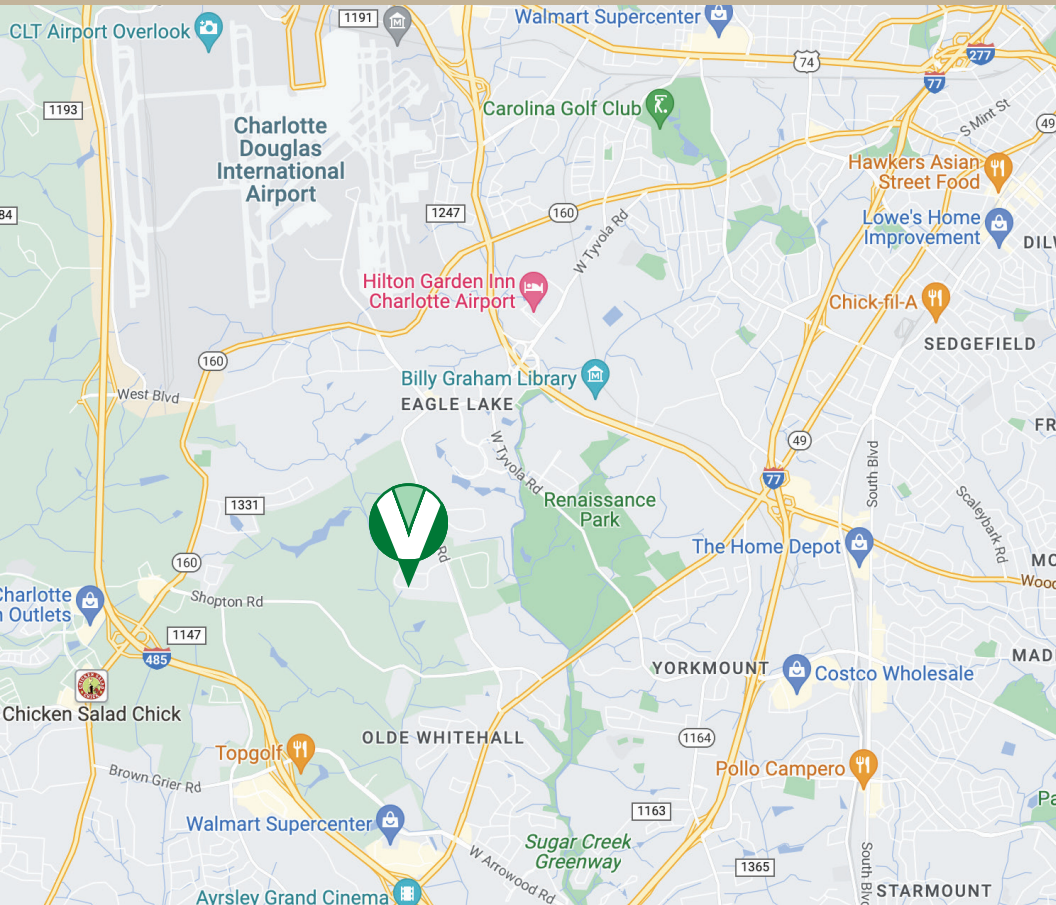 1191
Walmart Supercenter
CLT Airport Overlook
74
277
77
1193
Carolina Golf Club
S Mint St
49
Charlotte
Douglas
International
Airport
Hawkers Asian
Street Food
84
1247
160
Lowe's Home
Improvement
W Tyvola Rd
Hilton Garden Inn
Charlotte Airport
Chick-fil-A
SEDGEFIELD
160
Billy Graham Library
West Blvd
EAGLE LAKE
49
W Tyvola Rd
77
South Blvd
1331
Renaissance
Park
Scaleybark Rd
V
Rd
The Home Depot
160
Charlotte
Outlets
Shopton Rd
1147
485
YORKMOUNT
Costco Wholesale
Chicken Salad Chick
OLDE WHITEHALL
1164
Topgolf
Pollo Campero
Brown Grier Rd
1163
Walmart Supercenter
Sugar Creek
Greenway
W Arrowood Rd
1365
South Blv
STARMOUNT
Ayrsley Grand Cinema